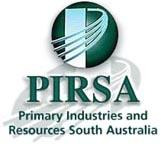 PIRSA
Primary Industries and
Resources South Australia